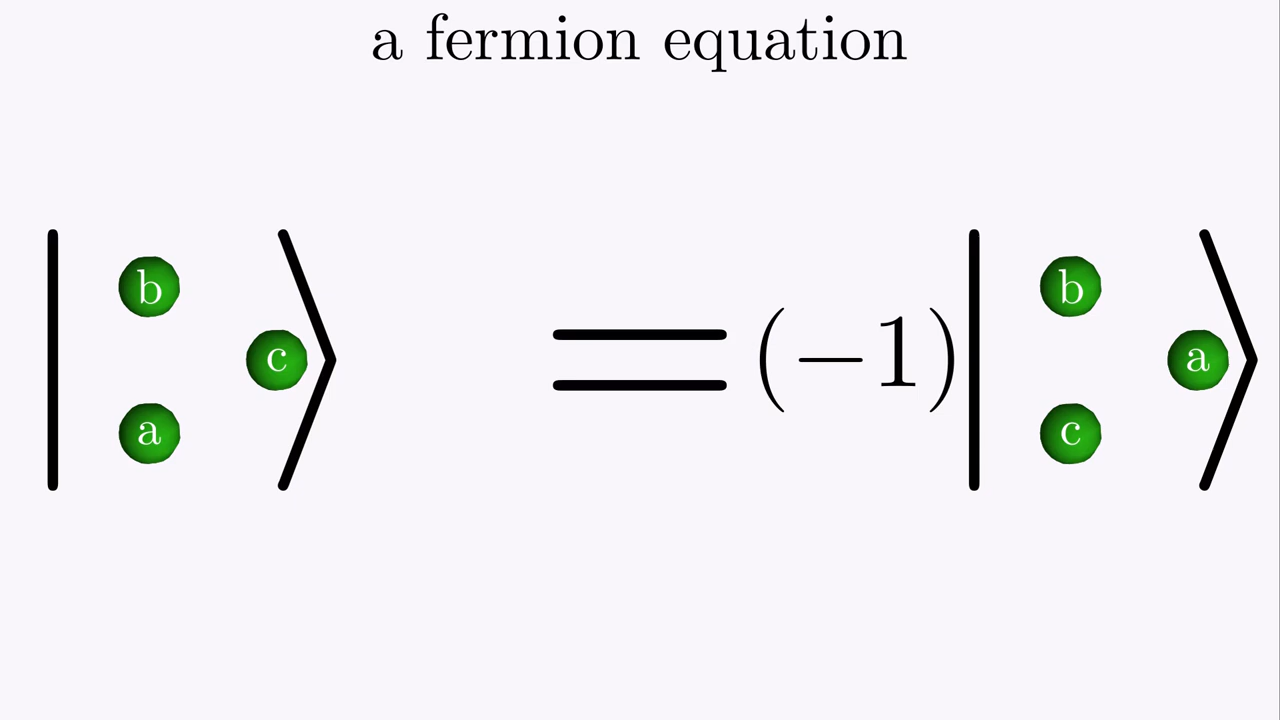 a fermion equation
b b
c = (−1) a
a c